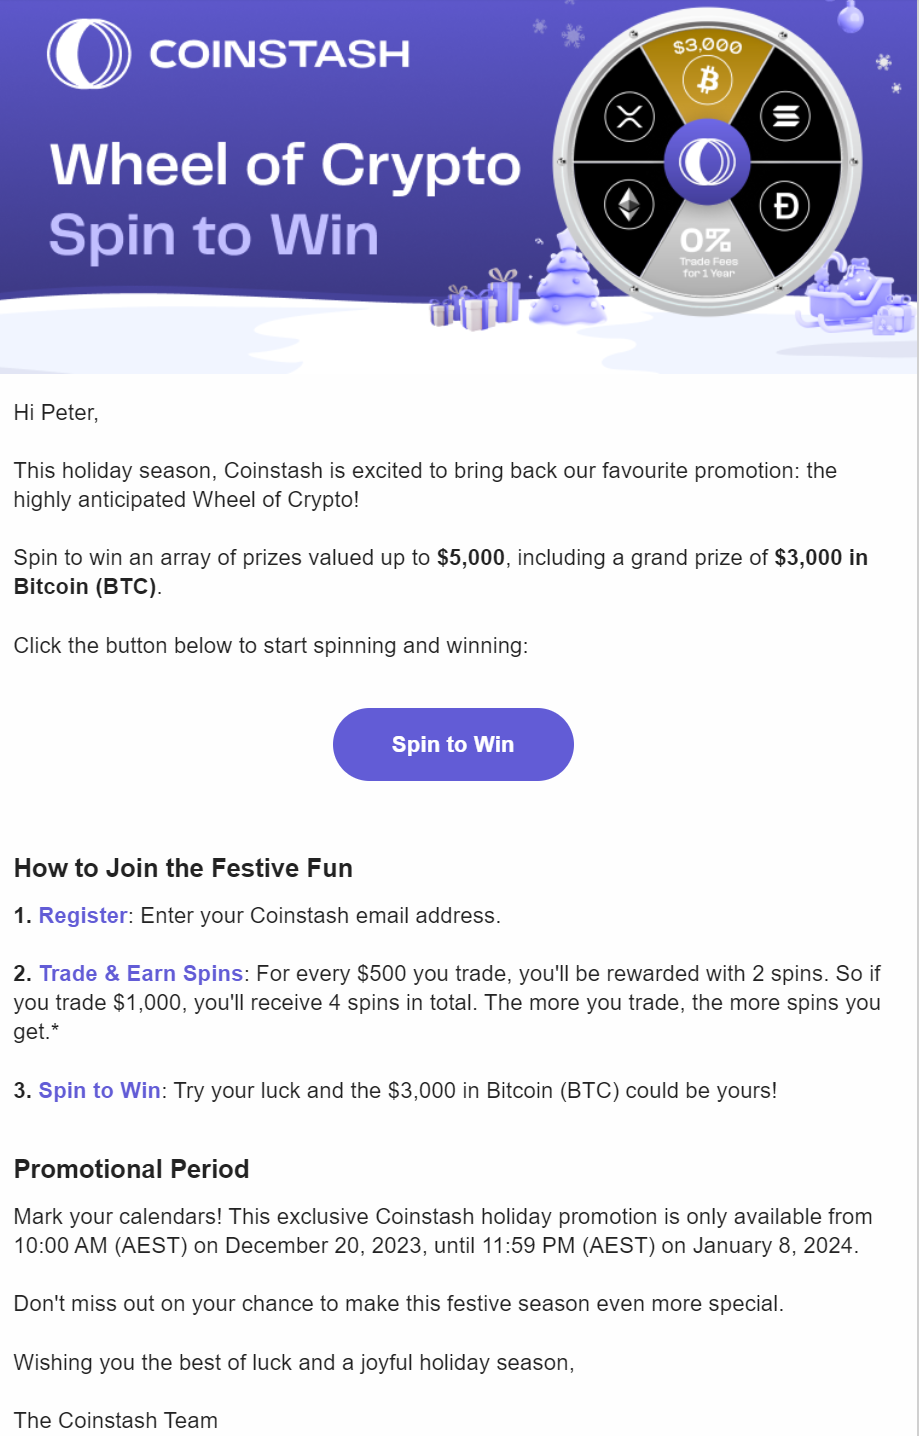 COINSTASH
Wheel of Crypto
Spin to Win
$3,000
0%
Trade Fees
for 1 Year
Hi Peter,
This holiday season, Coinstash is excited to bring back our favourite promotion: the
highly anticipated Wheel of Crypto!
Spin to win an array of prizes valued up to $5,000, including a grand prize of $3,000 in
Bitcoin (BTC).
Click the button below to start spinning and winning:
Spin to Win
How to Join the Festive Fun
1. Register: Enter your Coinstash email address.
2. Trade & Earn Spins: For every $500 you trade, you'll be rewarded with 2 spins. So if
you trade $1,000, you'll receive 4 spins in total. The more you trade, the more spins you
get.*
3. Spin to Win: Try your luck and the $3,000 in Bitcoin (BTC) could be yours!
Promotional Period
Mark your calendars! This exclusive Coinstash holiday promotion is only available from
10:00 AM (AEST) on December 20, 2023, until 11:59 PM (AEST) on January 8, 2024.
Don't miss out on your chance to make this festive season even more special.
Wishing you the best of luck and a joyful holiday season,
The Coinstash Team